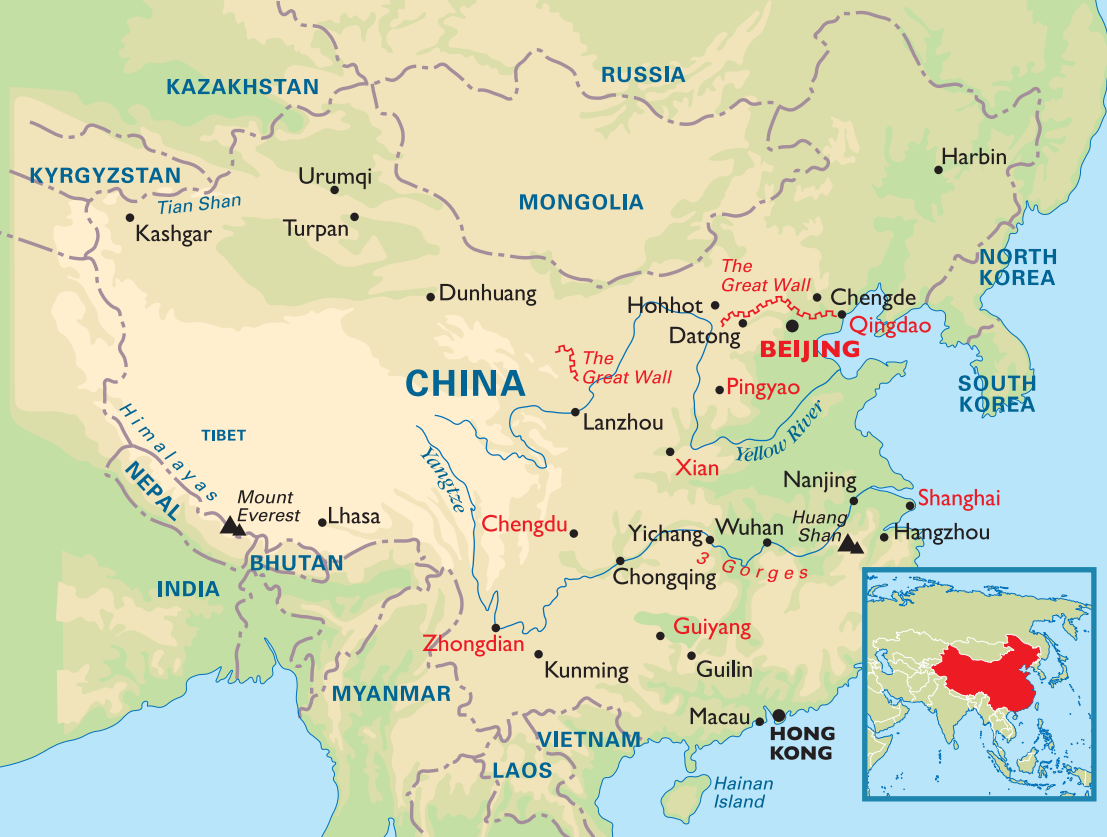 RUSSIA
KAZAKHSTAN
Harbin
KYRGYZSTAN
Urumqi
Tian Shan
MONGOLIA
Kashgar
Turpan
NORTH
KOREA
The
Great Wall
Dunhuang
Hohhot
Chengde
Datong
Qingdao
BEIJING
The
Great Wall
CHINA
Pingyao
SOUTH
KOREA
Lanzhou
Yellow River
Himalayas
TIBET
Xian
Yangtze
NEPAL
Nanjing
Mount
Everest
Lhasa
Shanghai
Chengdu
Yichang
Wuhan
Huang
Shan
Hangzhou
BHUTAN
3 Gorges
Chongqing
INDIA
Guiyang
Zhongdian
Kunming
Guilin
MYANMAR
Macau
HONG
KONG
VIETNAM
LAOS
Hainan
Island